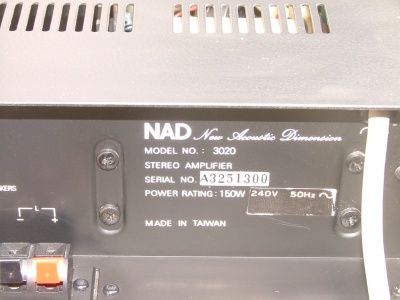 NAD New Acoustic Dimension
MODEL NO.: 3020
STEREO AMPLIFIER
SERIAL NO. A3251300
POWER RATING: 150W 240V 50Hz ~
MADE IN TAIWAN
KERS
− L +